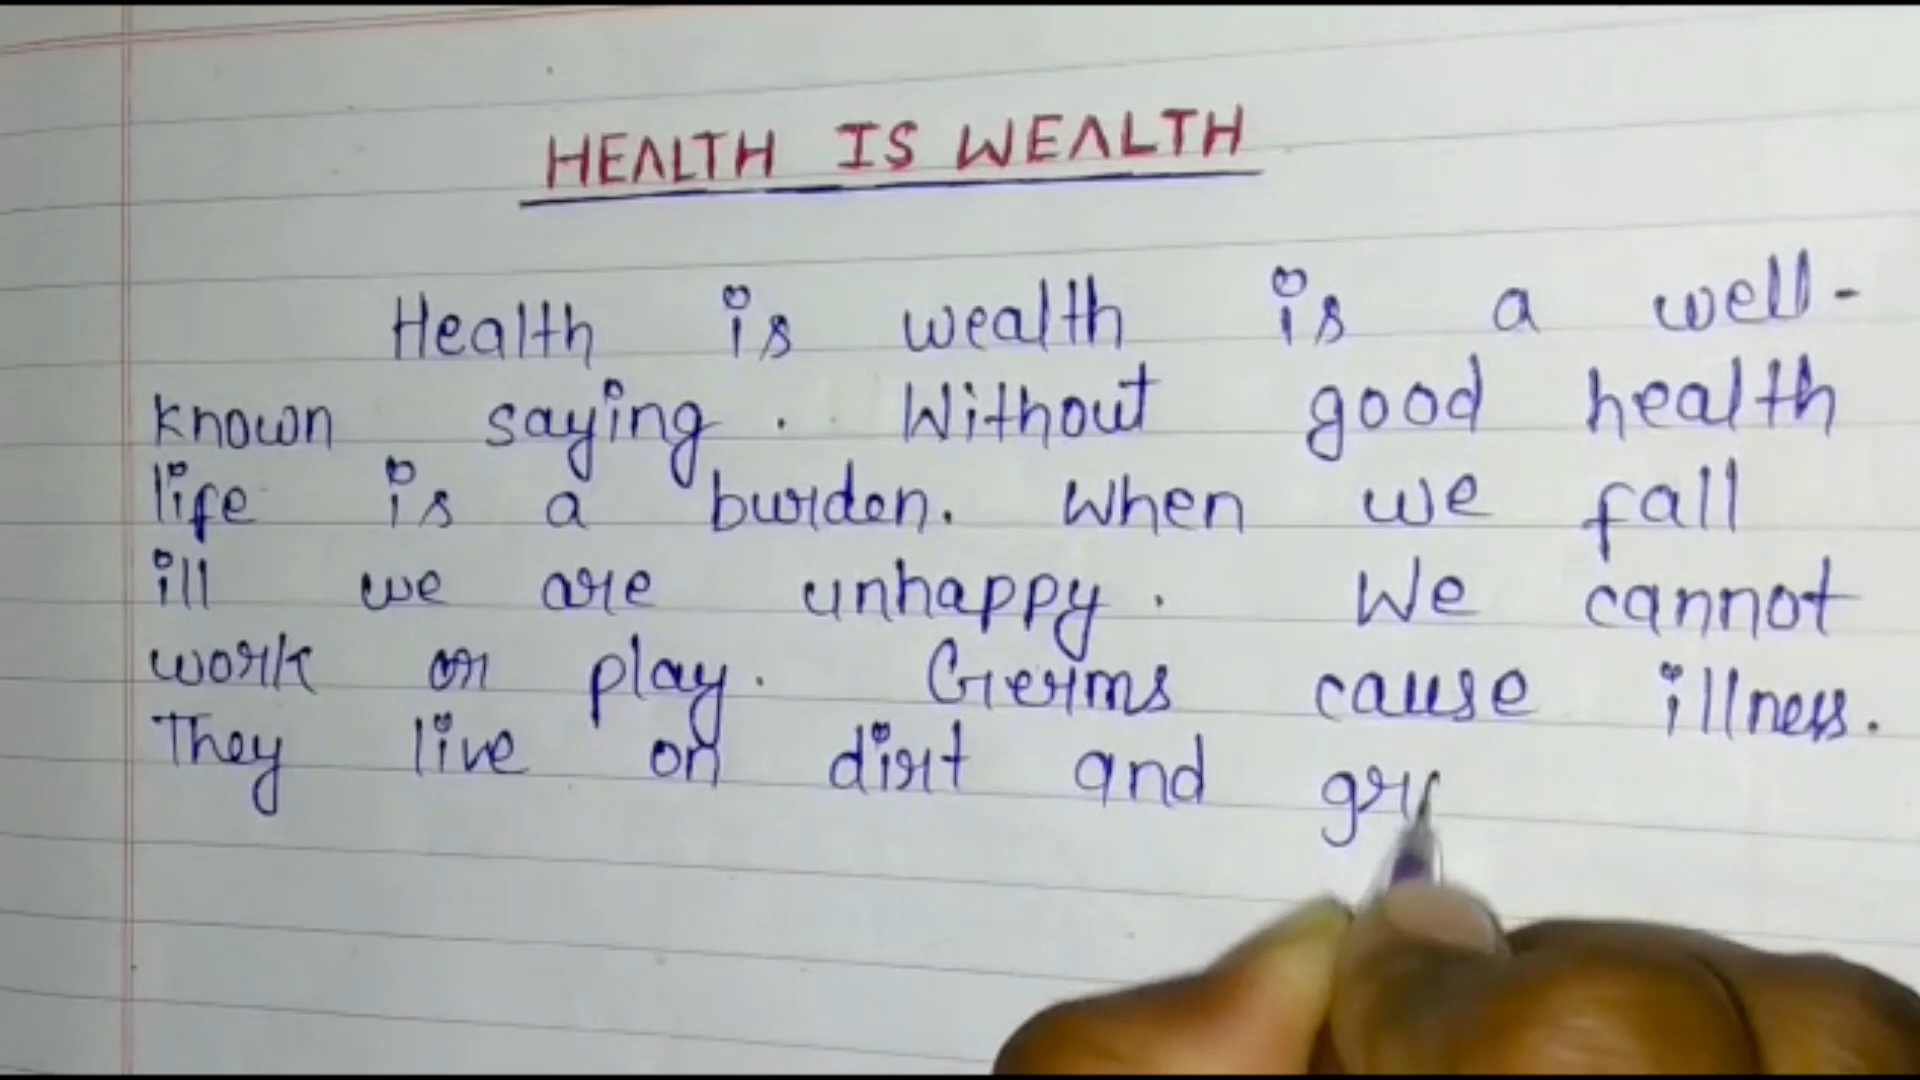 HEALTH IS WEALTH
Health is wealth is a well-
known saying. Without good health
life is a burden. When we fall
ill we are unhappy. We cannot
work or play. Germs cause illness.
They live on dirt and